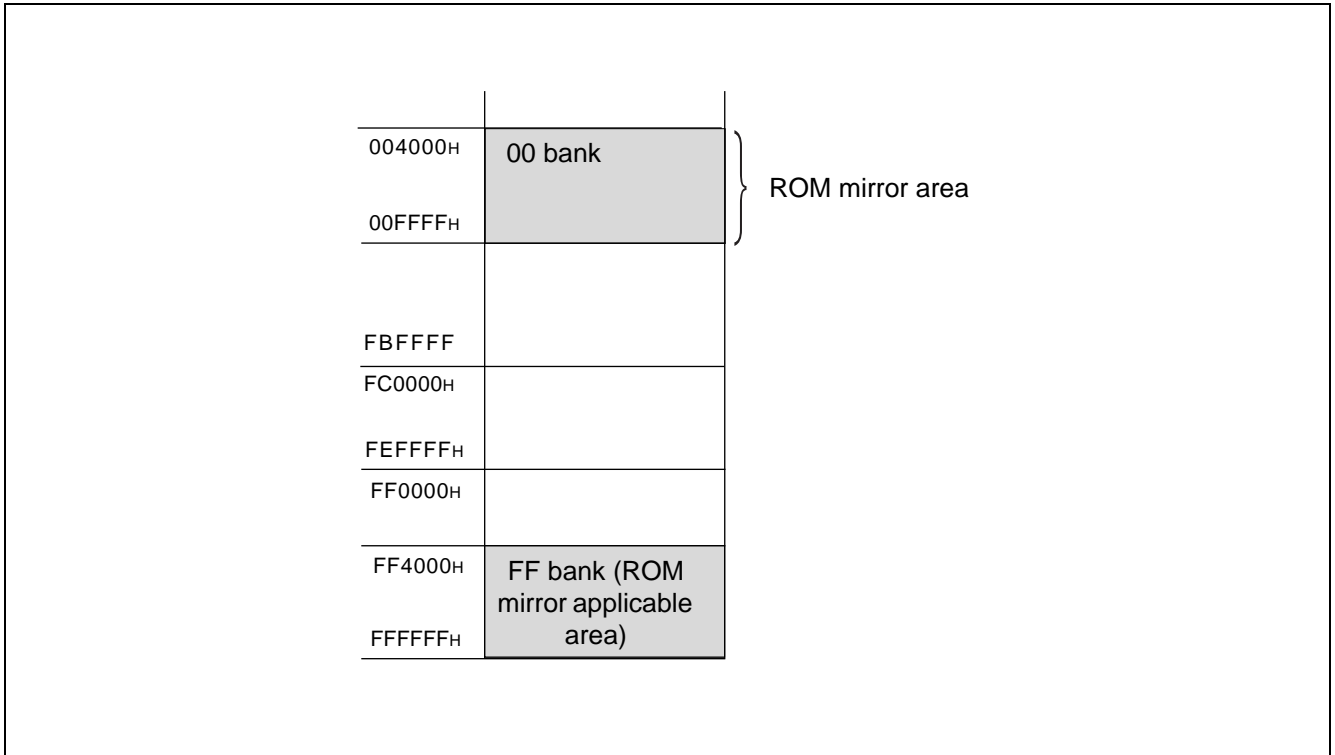 004000H
00 bank
ROM mirror area
00FFFFH
FBFFFF
FC0000H
FEFFFFH
FF0000H
FF4000H
FF bank (ROM
mirror applicable
area)
FFFFFFH